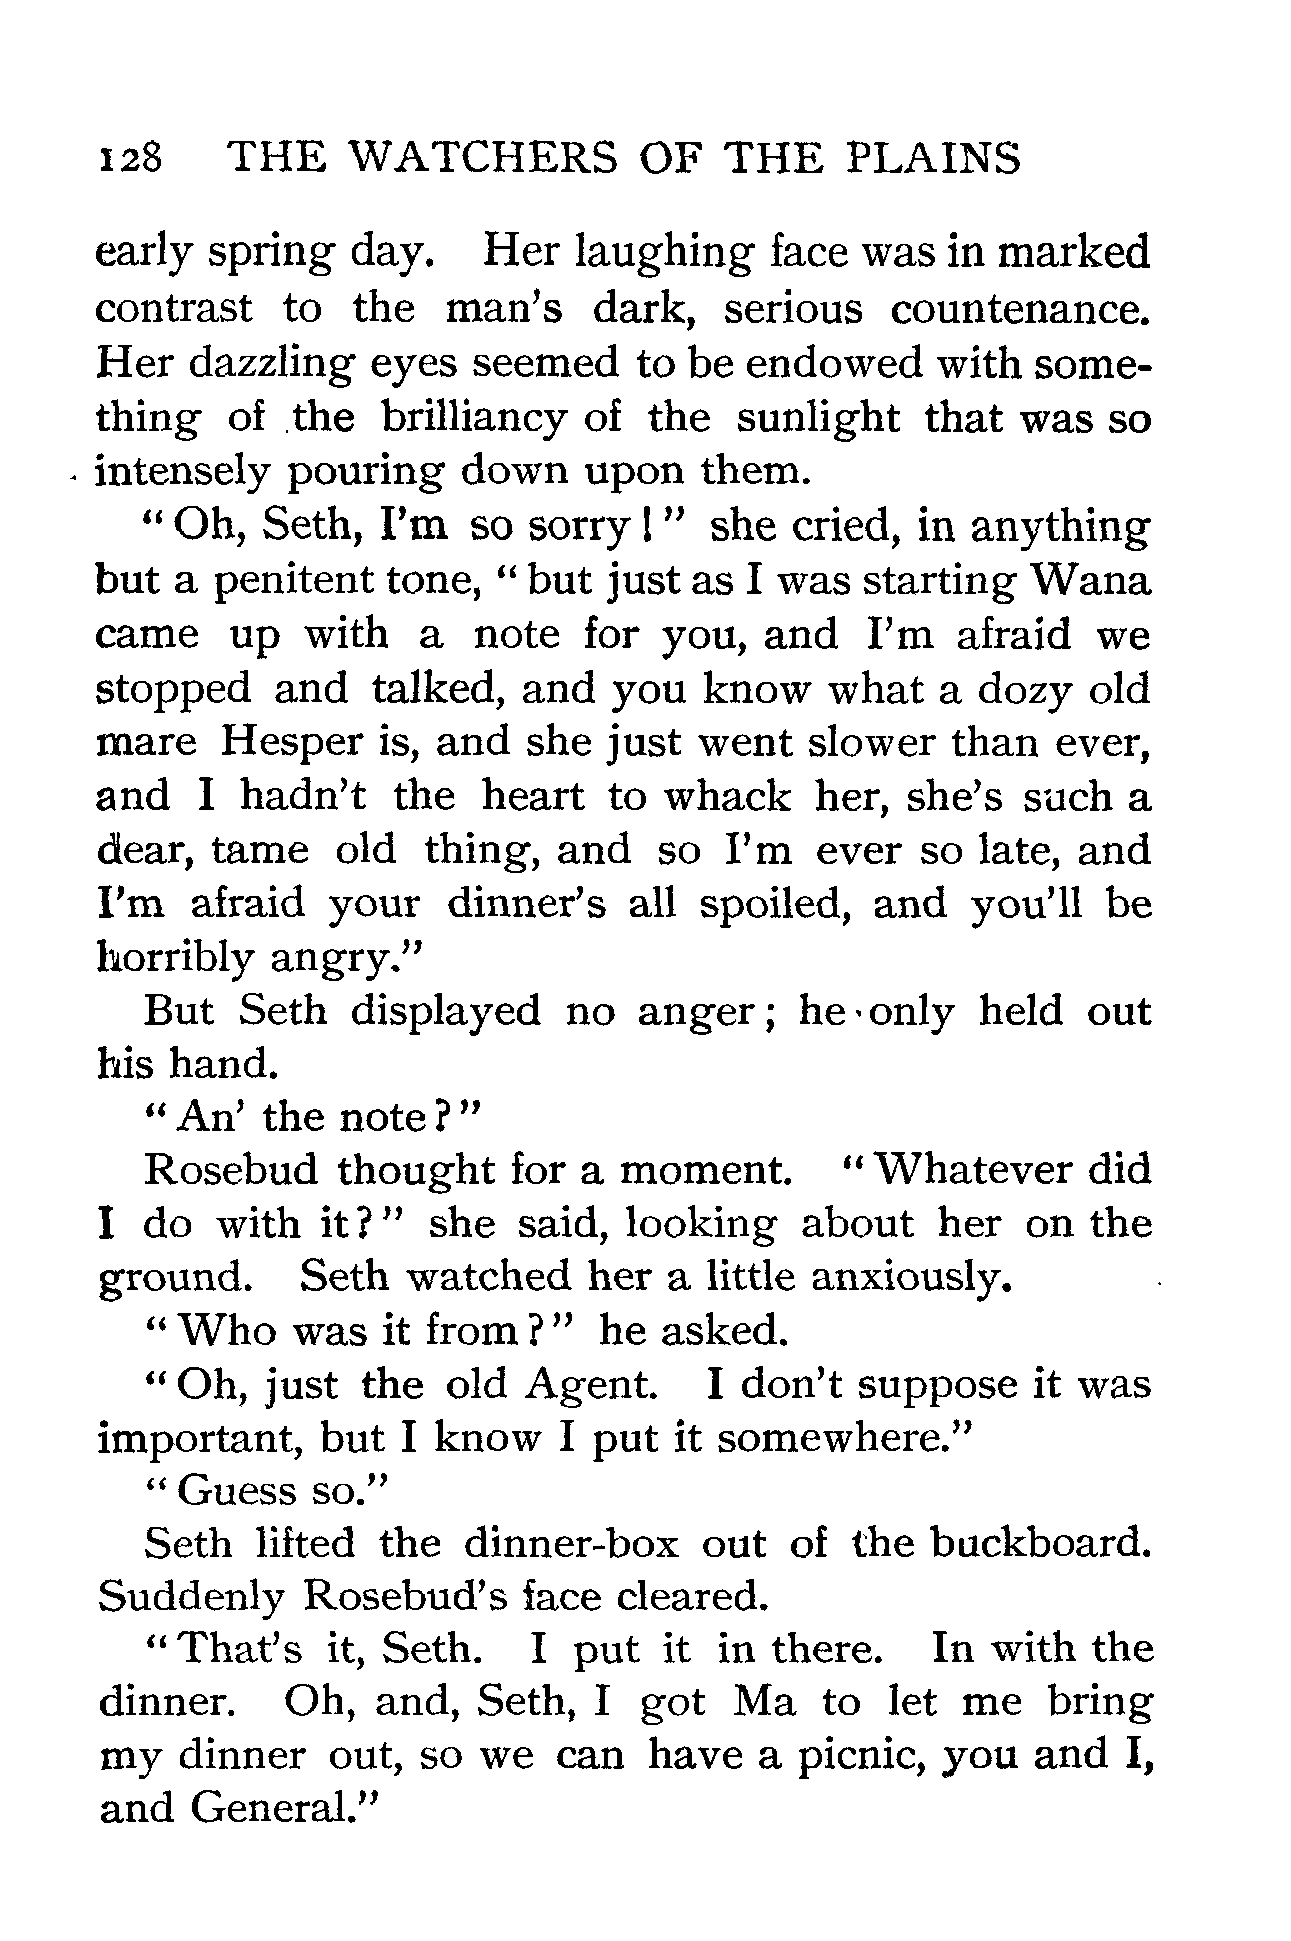 128 THE WATCHERS OF THE PLAINS
early spring day. Her laughing face was in marked
contrast to the man's dark, serious countenance.
Her dazzling eyes seemed to be endowed with some-
thing of the brilliancy of the sunlight that was so
intensely pouring down upon them.
"Oh, Seth, I'm so sorry!" she cried, in anything
but a penitent tone, "but just as I was starting Wana
came up with a note for you, and I'm afraid we
stopped and talked, and you know what a dozy old
mare Hesper is, and she just went slower than ever,
and I hadn't the heart to whack her, she's such a
dear, tame old thing, and so I'm ever so late, and
I'm afraid your dinner's all spoiled, and you'll be
horribly angry."
But Seth displayed no anger; he only held out
his hand.
"An' the note?"
Rosebud thought for a moment. "Whatever did
I do with it?" she said, looking about her on the
ground. Seth watched her a little anxiously.
"Who was it from?" he asked.
"Oh, just the old Agent. I don't suppose it was
important, but I know I put it somewhere."
"Guess so."
Seth lifted the dinner-box out of the buckboard.
Suddenly Rosebud's face cleared.
"That's it, Seth. I put it in there. In with the
dinner. Oh, and, Seth, I got Ma to let me bring
my dinner out, so we can have a picnic, you and I,
and General."